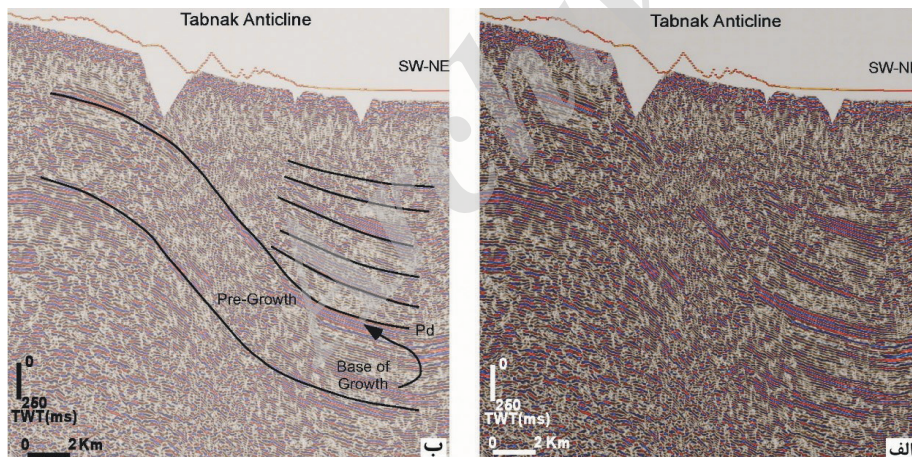 Tabnak Anticline
SW-NE
Pre-Growth
Pd
Base of
Growth
0
250
TWT(ms)
0 2 Km
ب
Tabnak Anticline
SW-NE
0
250
TWT(ms)
0 2 Km
الف